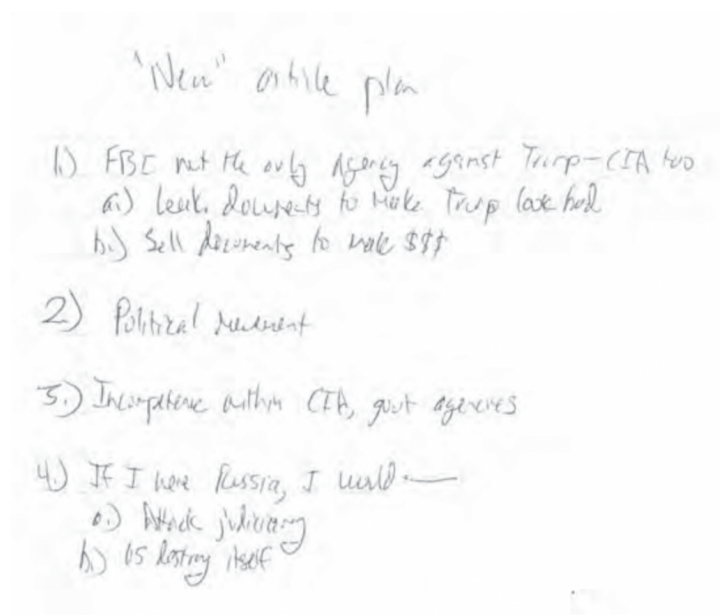 "New" article plan
1.) FBI not the only Agency against Trump - CIA too
a.) Leak documents to make Trump look bad
b.) Sell documents to make $$$
2.) Political movement
3.) Incompetence within CIA, govt agencies
4.) If I were Russia, I would —
a.) Attack judiciary
b.) US destroy itself